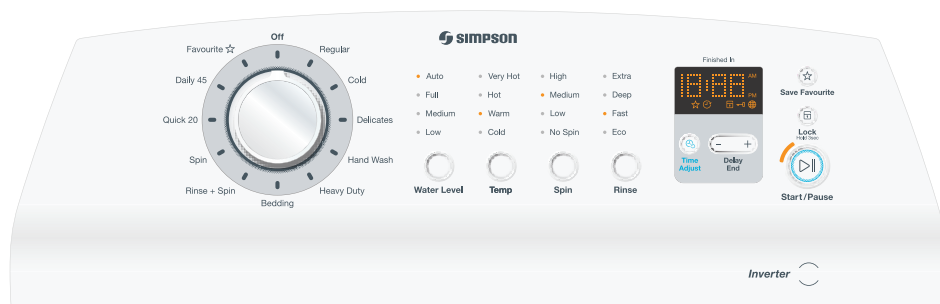 SIMPSON
Off
Regular
Cold
Delicates
Hand Wash
Heavy Duty
Bedding
Rinse + Spin
Spin
Quick 20
Daily 45
Favourite
Auto
Full
Medium
Low
Water Level
Very Hot
Hot
Warm
Cold
Temp
High
Medium
Low
No Spin
Spin
Extra
Deep
Fast
Eco
Rinse
Finished In
18:88
AM
PM
Time
Adjust
- +
Delay
End
Save Favourite
Lock
Hold 3sec
Start/Pause
Inverter